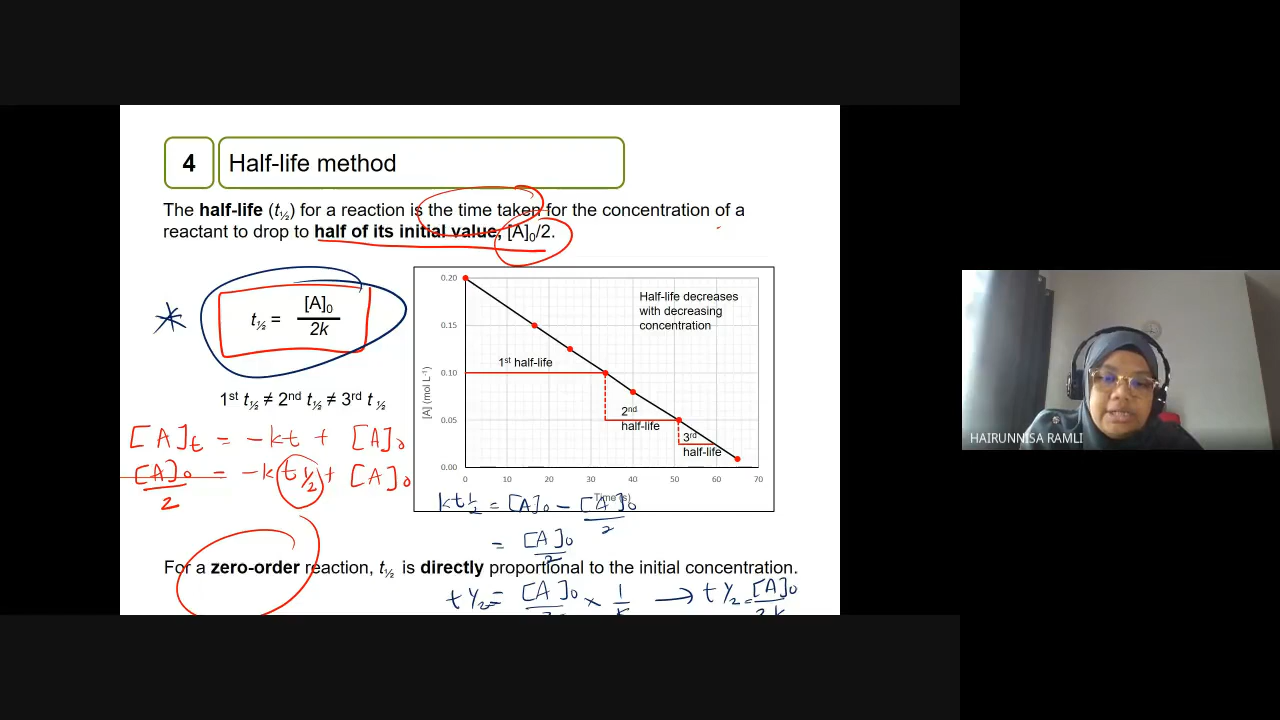 4 Half-life method
The half-life (t½) for a reaction is the time taken for the concentration of a
reactant to drop to half of its initial value, [A]₀/2.
t½ = [A]₀
2k
1st t½ ≠ 2nd t½ ≠ 3rd t½
[A]t = -kt + [A]₀
[A]₀ = -kt½ + [A]₀
2
0.20
0.15
0.10
0.05
0.00
[A] (mol L⁻¹)
Half-life decreases
with decreasing
concentration
1st half-life
2nd
half-life
3rd
half-life
0 10 20 30 40 50 60 70
Time (s)
kt½ = [A]₀ - [A]₀
2
= [A]₀
2
For a zero-order reaction, t½ is directly proportional to the initial concentration.
t½ = [A]₀ × 1 → t½ = [A]₀
2 k 2k
HAIRUNNISA RAMLI